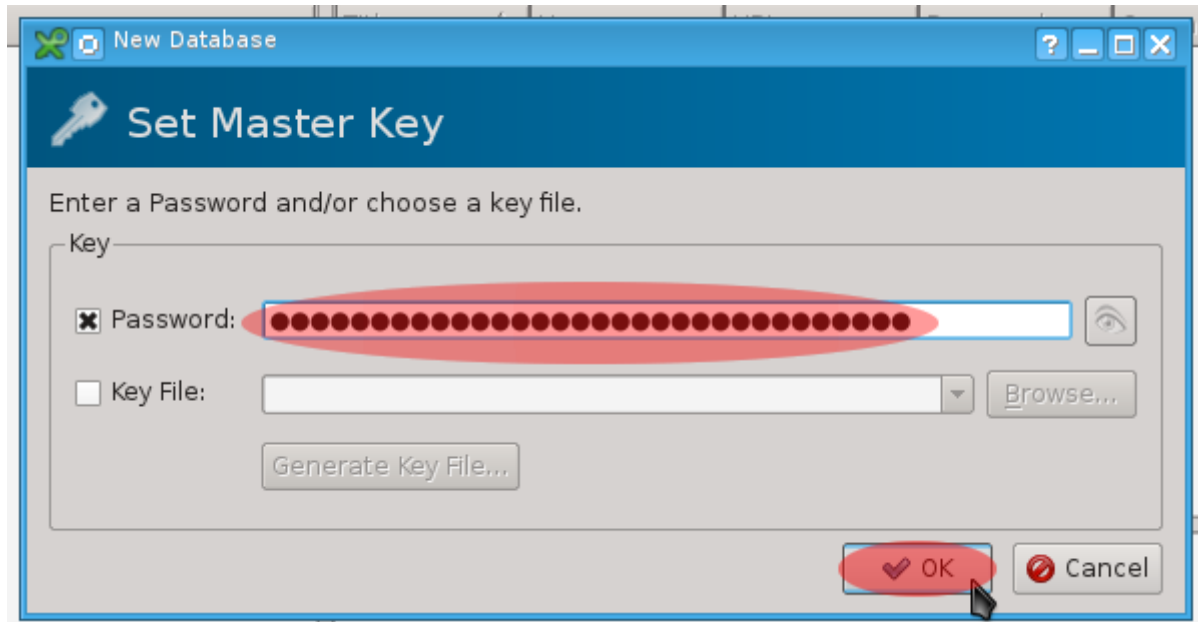 New Database
Set Master Key
Enter a Password and/or choose a key file.
Key
Password:
Key File:
Browse...
Generate Key File...
OK
Cancel